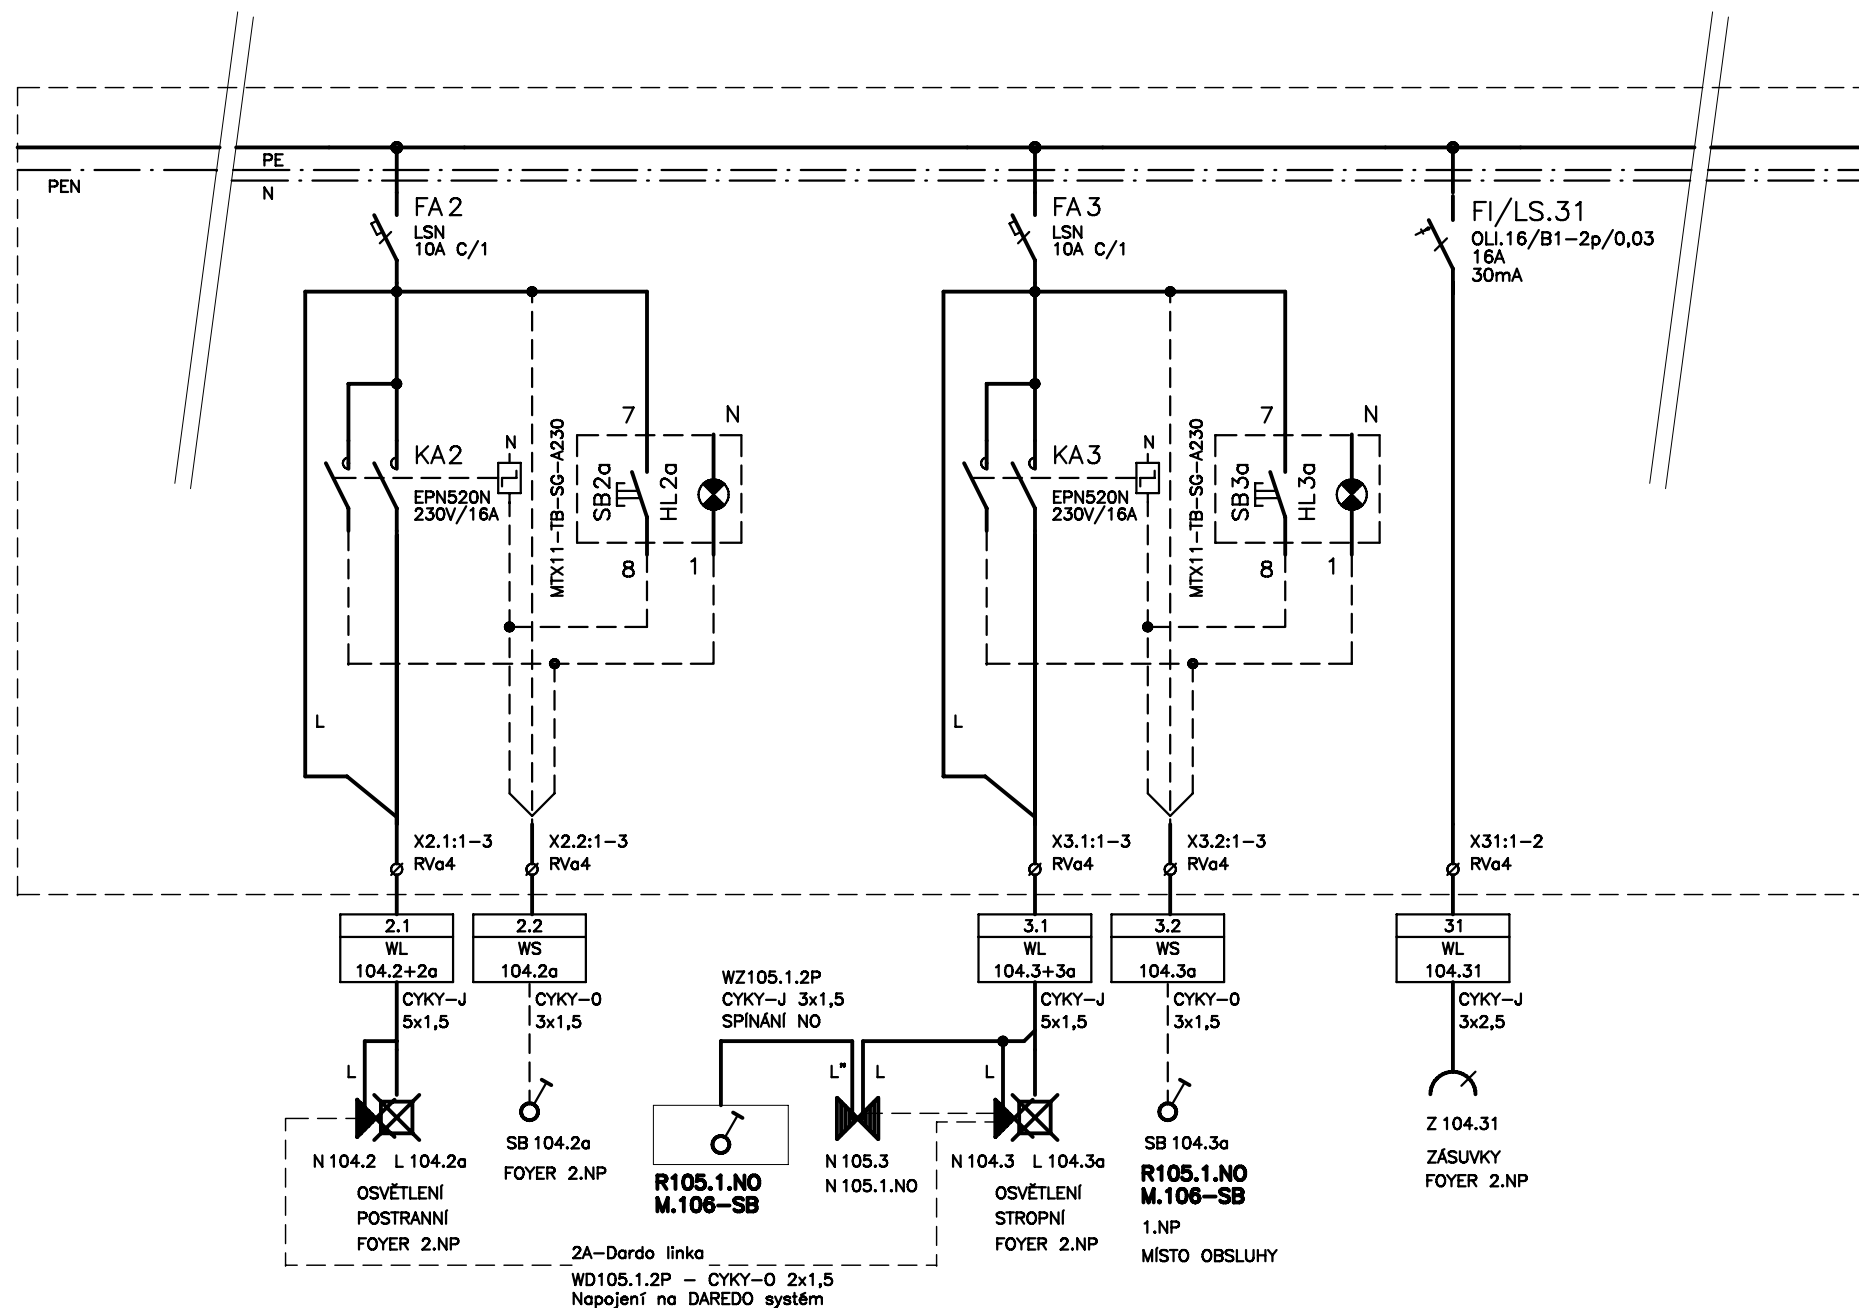 PE
PEN
N
FA 2
LSN
10A C/1
FA 3
LSN
10A C/1
FI/LS.31
OLI.16/B1-2p/0,03
16A
30mA
KA2
EPN520N
230V/16A
N
MTX11-TB-SG-A230
7
N
SB2a
HL2a
8
1
L
KA3
EPN520N
230V/16A
N
MTX11-TB-SG-A230
7
N
SB3a
HL3a
8
1
L
X2.1:1-3
RVa4
X2.2:1-3
RVa4
X3.1:1-3
RVa4
X3.2:1-3
RVa4
X31:1-2
RVa4
2.1
WL
104.2+2a
CYKY-J
5x1,5
2.2
WS
104.2a
CYKY-O
3x1,5
WZ105.1.2P
CYKY-J 3x1,5
SPÍNÁNÍ NO
3.1
WL
104.3+3a
CYKY-J
5x1,5
3.2
WS
104.3a
CYKY-O
3x1,5
31
WL
104.31
CYKY-J
3x2,5
L
L"
L
L
N 104.2
L 104.2a
OSVĚTLENÍ
POSTRANNÍ
FOYER 2.NP
SB 104.2a
FOYER 2.NP
R105.1.NO
M.106-SB
N 105.3
N 105.1.NO
N 104.3
L 104.3a
OSVĚTLENÍ
STROPNÍ
FOYER 2.NP
SB 104.3a
R105.1.NO
M.106-SB
1.NP
MÍSTO OBSLUHY
Z 104.31
ZÁSUVKY
FOYER 2.NP
2A-Dardo linka
WD105.1.2P - CYKY-O 2x1,5
Napojení na DAREDO systém